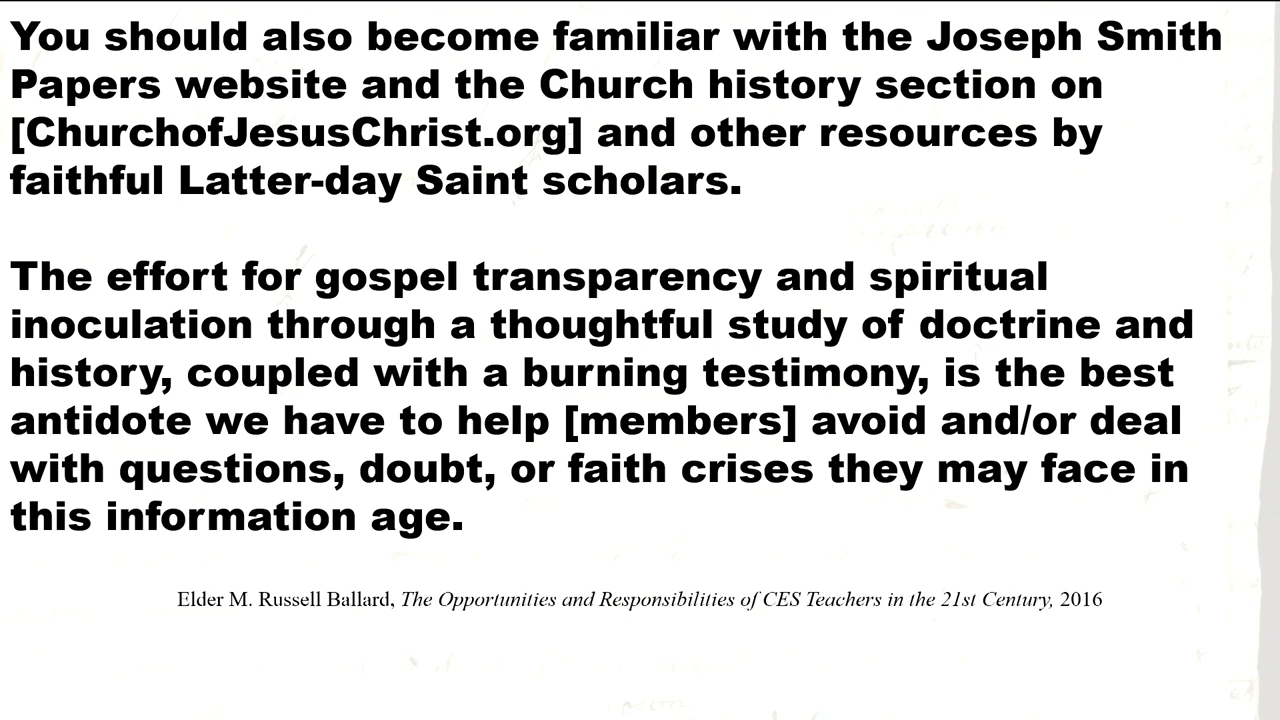 You should also become familiar with the Joseph Smith
Papers website and the Church history section on
[ChurchofJesusChrist.org] and other resources by
faithful Latter-day Saint scholars.
The effort for gospel transparency and spiritual
inoculation through a thoughtful study of doctrine and
history, coupled with a burning testimony, is the best
antidote we have to help [members] avoid and/or deal
with questions, doubt, or faith crises they may face in
this information age.
Elder M. Russell Ballard, The Opportunities and Responsibilities of CES Teachers in the 21st Century, 2016